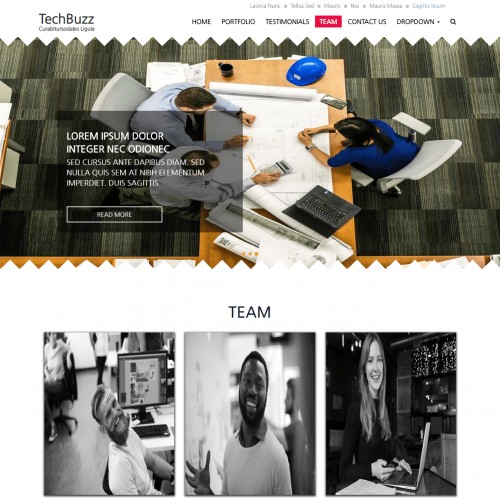 Lacinia Nunc Tellus Sed Mauris Nisi Mauris Massa Sagittis Ipsum
TechBuzz
Curabitursodales Ligula
HOME PORTFOLIO TESTIMONIALS TEAM CONTACT US DROPDOWN
LOREM IPSUM DOLOR
INTEGER NEC ODIONEC
SED CURSUS ANTE DAPIBUS DIAM. SED
NULLA QUIS SEM AT NIBH ELEMENTUM
IMPERDIET. DUIS SAGITTIS
READ MORE
TEAM